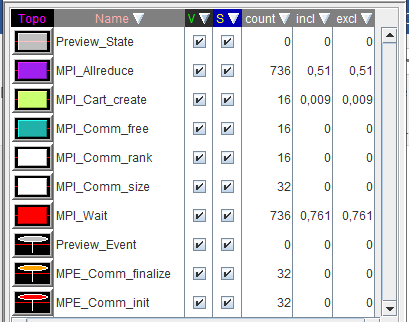 Topo Name V S count incl excl
Preview_State 0 0 0
MPI_Allreduce 736 0,51 0,51
MPI_Cart_create 16 0,009 0,009
MPI_Comm_free 16 0 0
MPI_Comm_rank 16 0 0
MPI_Comm_size 32 0 0
MPI_Wait 736 0,761 0,761
Preview_Event 0 0 0
MPE_Comm_finalize 32 0 0
MPE_Comm_init 32 0 0